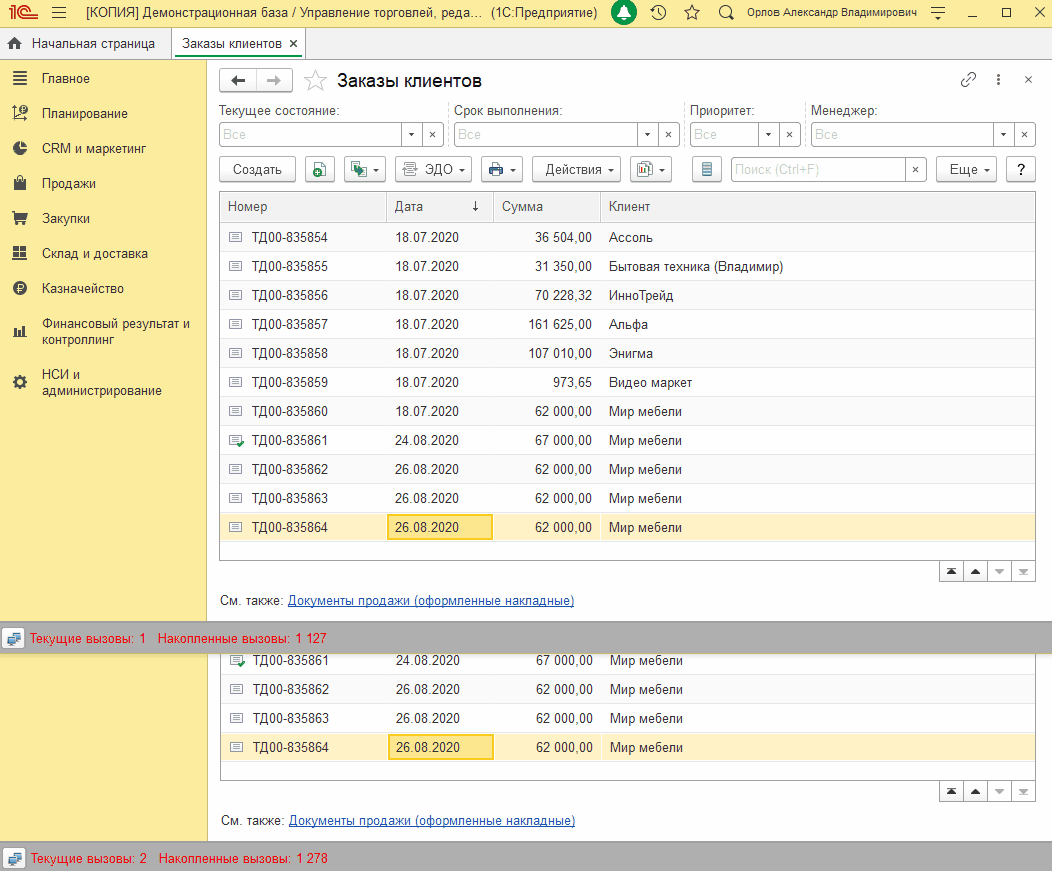 1С [КОПИЯ] Демонстрационная база / Управление торговлей, реда... (1С:Предприятие) Орлов Александр Владимирович
Начальная страница Заказы клиентов ×
Главное
Планирование
CRM и маркетинг
Продажи
Закупки
Склад и доставка
Казначейство
Финансовый результат и
контроллинг
НСИ и
администрирование
Заказы клиентов
Текущее состояние: Срок выполнения: Приоритет: Менеджер:
Все Все Все Все
Создать ЭДО Действия Поиск (Ctrl+F) × Еще ?
Номер Дата ↓ Сумма Клиент
ТД00-835854 18.07.2020 36 504,00 Ассоль
ТД00-835855 18.07.2020 31 350,00 Бытовая техника (Владимир)
ТД00-835856 18.07.2020 70 228,32 ИнноТрейд
ТД00-835857 18.07.2020 161 625,00 Альфа
ТД00-835858 18.07.2020 107 010,00 Энигма
ТД00-835859 18.07.2020 973,65 Видео маркет
ТД00-835860 18.07.2020 62 000,00 Мир мебели
ТД00-835861 24.08.2020 67 000,00 Мир мебели
ТД00-835862 26.08.2020 62 000,00 Мир мебели
ТД00-835863 26.08.2020 62 000,00 Мир мебели
ТД00-835864 26.08.2020 62 000,00 Мир мебели
См. также: Документы продажи (оформленные накладные)
Текущие вызовы: 1 Накопленные вызовы: 1 127
ТД00-835861 24.08.2020 67 000,00 Мир мебели
ТД00-835862 26.08.2020 62 000,00 Мир мебели
ТД00-835863 26.08.2020 62 000,00 Мир мебели
ТД00-835864 26.08.2020 62 000,00 Мир мебели
См. также: Документы продажи (оформленные накладные)
Текущие вызовы: 2 Накопленные вызовы: 1 278